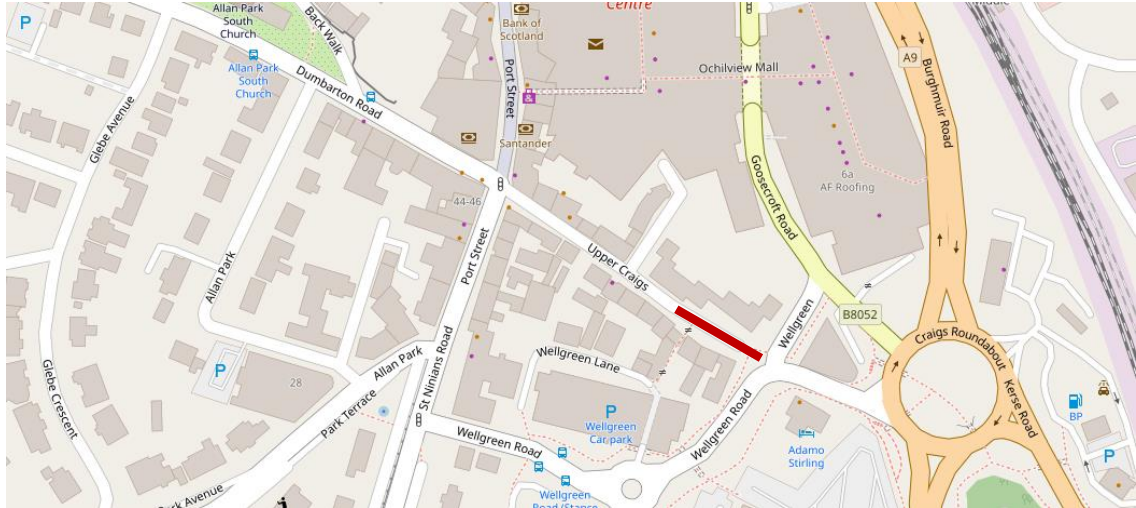 Allan Park
South
Church
Back Walk
Allan Park
South
Church
Dumbarton Road
Glebe Avenue
Bank of
Scotland
Centre
Port Street
Santander
Ochilview Mall
A9
Burghmuir Road
6a
AF Roofing
Goosecroft Road
44-46
Port Street
Upper Craigs
Allan Park
Wellgreen
B8052
Craigs Roundabout
Kerse Road
BP
P
P
P
P
Wellgreen Lane
Wellgreen
Car park
28
Allan Park
St Ninians Road
Park Terrace
Glebe Crescent
Wellgreen Road
Wellgreen Road
Adamo
Stirling
Park Avenue
Wellgreen
Road (Stance